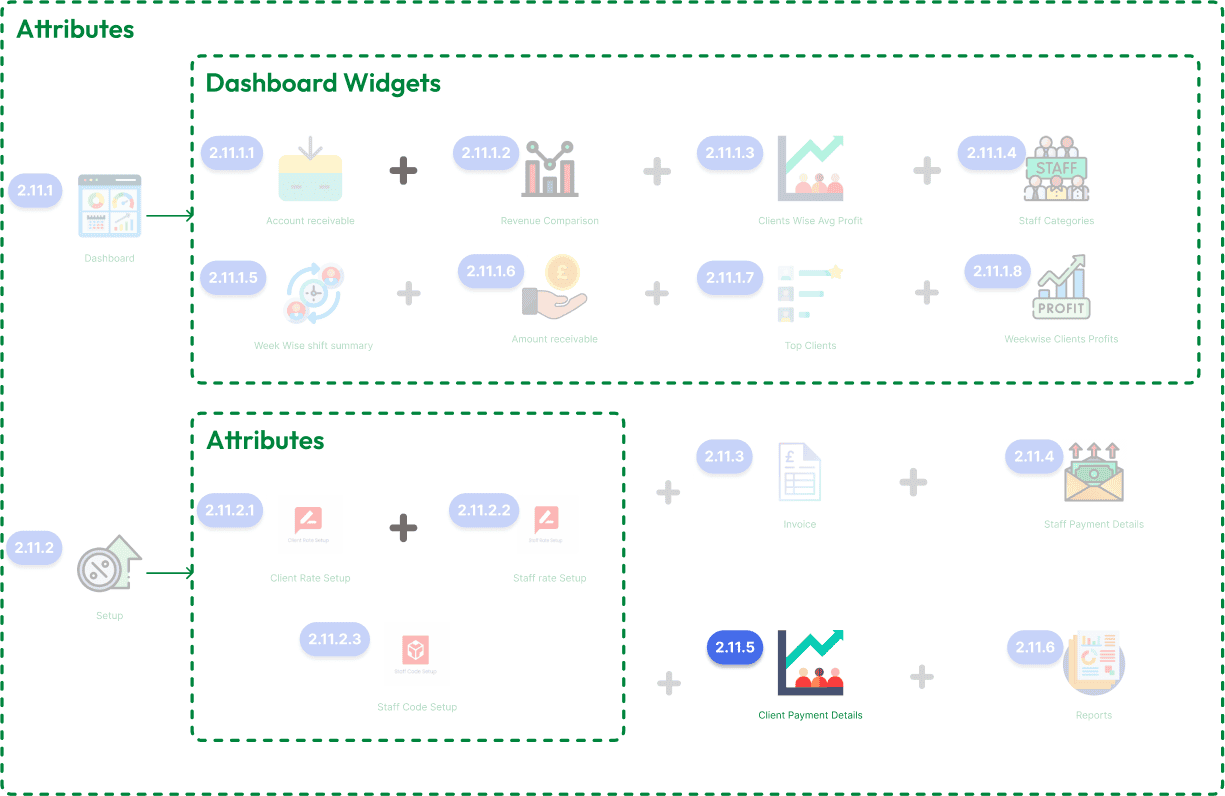 Attributes
Dashboard Widgets
2.11.1
Dashboard
2.11.1.1
Account receivable
2.11.1.2
Revenue Comparison
2.11.1.3
Clients Wise Avg Profit
2.11.1.4
STAFF
Staff Categories
2.11.1.5
Week Wise shift summary
2.11.1.6
£
Amount receivable
2.11.1.7
Top Clients
2.11.1.8
PROFIT
Weekwise Clients Profits
Attributes
2.11.2
Setup
2.11.2.1
Client Rate Setup
Client Rate Setup
2.11.2.2
Staff Rate Setup
Staff rate Setup
2.11.2.3
Staff Code Setup
Staff Code Setup
2.11.3
£
Invoice
2.11.4
Staff Payment Details
2.11.5
Client Payment Details
2.11.6
Reports